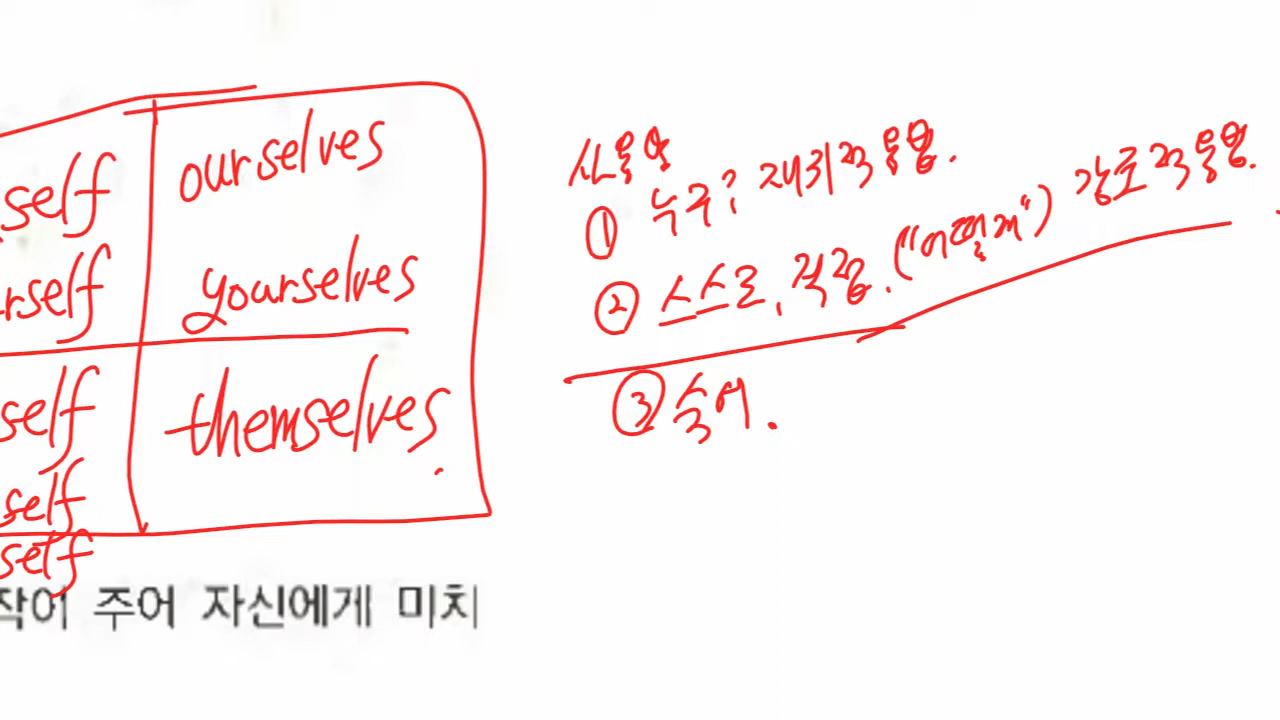 self ourselves
rself yourselves
self themselves.
self
self
작이 주어 자신에게 미치
사용법
① 누구? 재귀적용법.
② 스스로, 직접. ("어떨 때") 강조적용법.
③ 숙어.